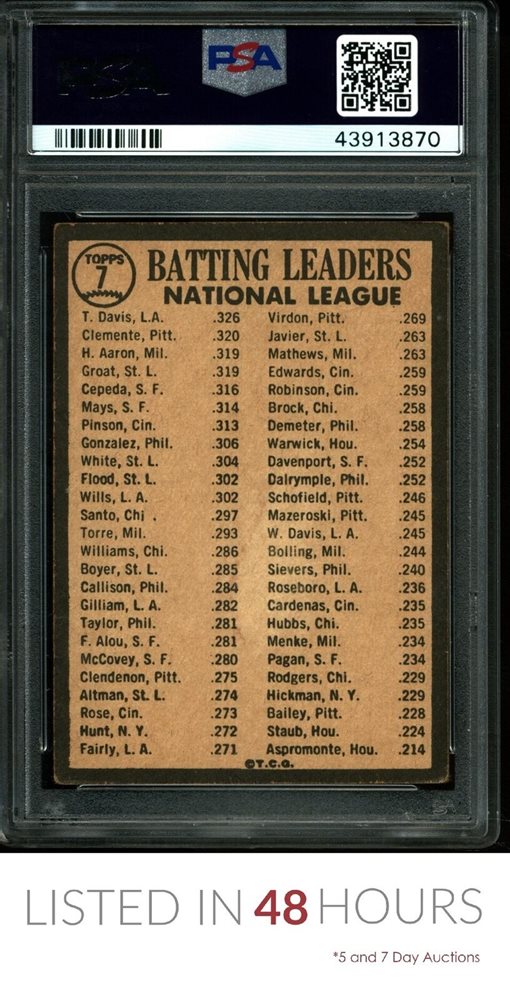 PSA
43913870
TOPPS
7
BATTING LEADERS
NATIONAL LEAGUE
T. Davis, L.A. .326
Clemente, Pitt. .320
H. Aaron, Mil. .319
Groat, St. L. .319
Cepeda, S. F. .316
Mays, S. F. .314
Pinson, Cin. .313
Gonzalez, Phil. .306
White, St. L. .304
Flood, St. L. .302
Wills, L. A. .302
Santo, Chi . .297
Torre, Mil. .293
Williams, Chi. .286
Boyer, St. L. .285
Callison, Phil. .284
Gilliam, L. A. .282
Taylor, Phil. .281
F. Alou, S. F. .281
McCovey, S. F. .280
Clendenon, Pitt. .275
Altman, St. L. .274
Rose, Cin. .273
Hunt, N. Y. .272
Fairly, L. A. .271
Virdon, Pitt. .269
Javier, St. L. .263
Mathews, Mil. .263
Edwards, Cin. .259
Robinson, Cin. .259
Brock, Chi. .258
Demeter, Phil. .258
Warwick, Hou. .254
Davenport, S. F. .252
Dalrymple, Phil. .252
Schofield, Pitt. .246
Mazeroski, Pitt. .245
W. Davis, L. A. .245
Bolling, Mil. .244
Sievers, Phil. .240
Roseboro, L. A. .236
Cardenas, Cin. .235
Hubbs, Chi. .235
Menke, Mil. .234
Pagan, S. F. .234
Rodgers, Chi. .229
Hickman, N. Y. .229
Bailey, Pitt. .228
Staub, Hou. .224
Aspromonte, Hou. .214
©T.C.G.
LISTED IN 48 HOURS
*5 and 7 Day Auctions